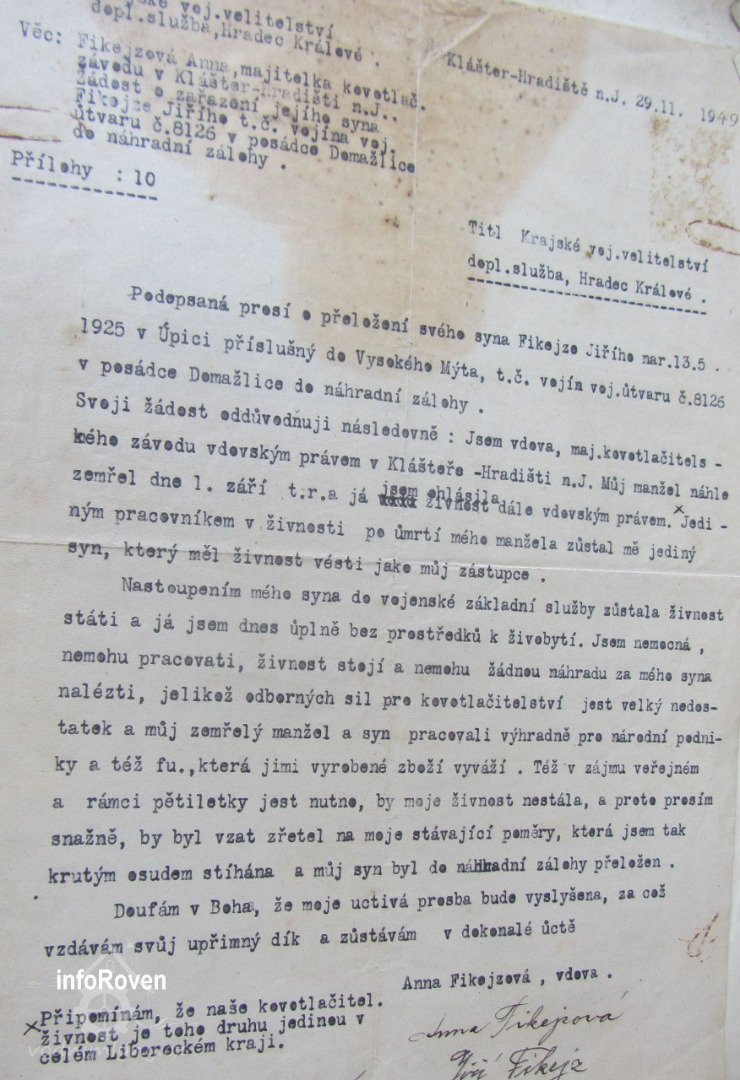 ské voj.velitelství
depl.služba,Hradec Králové .
Věc: Fikejzová Anna,majitelka kovotlač.
závodu v Klášter-Hradišti n.J..
Žádost o zařazení jejího syna
Fikejze Jiřího t.č. vojína voj.
útvaru č.8126 v posádce Domažlice
do náhradní zálohy .
Přílohy : 10
Klášter-Hradiště n.J. 29.11. 1949
Titl Krajské voj.velitelství
dopl.služba, Hradec Králové .
Podepsaná prosí o přeložení svého syna Fikejze Jiřího nar.13.5 .
1925 v Úpici příslušný do Vysokého Mýta, t.č. vojín voj.útvaru č.8126
v posádce Domažlice do náhradní zálohy .
Svoji žádost oddůvodňuji následovně : Jsem vdova, maj.kovotlačitels -
kého závodu vdovským právem v Klášteře -Hradišti n.J. Můj manžel náhle
zemřel dne 1. září t.r.a já jsem ohlásila živnost dále vdovským právem.x Jedi -
ným pracovníkem v živnosti po úmrtí mého manžela zůstal mě jediný
syn, který měl živnost vésti jako můj zástupce .
Nastoupením mého syna do vojenské základní služby zůstala živnost
státi a já jsem dnes úplně bez prostředků k živobytí. Jsem nemocná ,
nemohu pracovati, živnost stojí a nemohu žádnou náhradu za mého syna
nalézti, jelikož odborných sil pro kovotlačitelství jest velký nedos-
tatek a můj zemřelý manžel a syn pracovali výhradně pro národní podni-
ky a též fu.,která jimi vyrobené zboží vyváží . Též v zájmu veřejném
a rámci pětiletky jest nutno, by moje živnost nestála, a proto prosím
snažně, by byl vzat zřetel na moje stávající poměry, která jsem tak
krutým osudem stíhána a můj syn byl do náhradní zálohy přeložen .
Doufám v Boha, že moje uctivá prosba bude vyslyšena, za což
vzdávám svůj upřimný dík a zůstávám v dokonalé úctě
Anna Fikejzová , vdova .
Anna Fikejzová
Jiří Fikejz
x Připomínám, že naše kovotlačitel.
živnost je toho druhu jedinou v
celém Libereckém kraji.
infoRoven